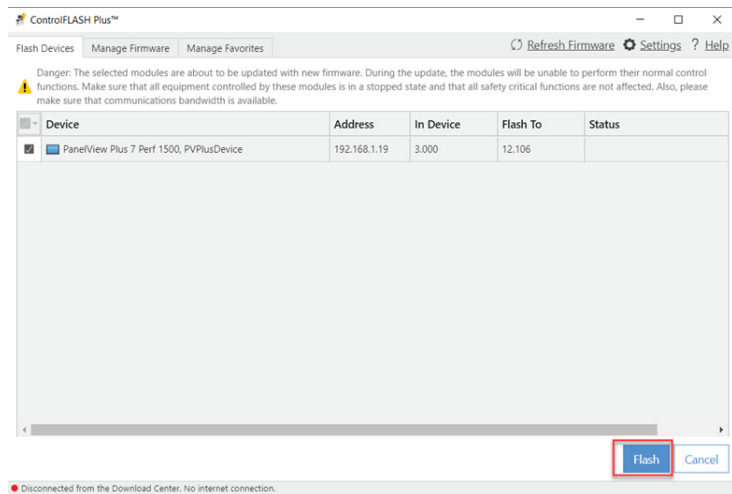 ControlFLASH Plus™
Flash Devices Manage Firmware Manage Favorites Refresh Firmware Settings ? Help
Danger: The selected modules are about to be updated with new firmware. During the update, the modules will be unable to perform their normal control
functions. Make sure that all equipment controlled by these modules is in a stopped state and that all safety critical functions are not affected. Also, please
make sure that communications bandwidth is available.
Device Address In Device Flash To Status
PanelView Plus 7 Perf 1500, PVPlusDevice 192.168.1.19 3.000 12.106
Flash Cancel
Disconnected from the Download Center. No internet connection.